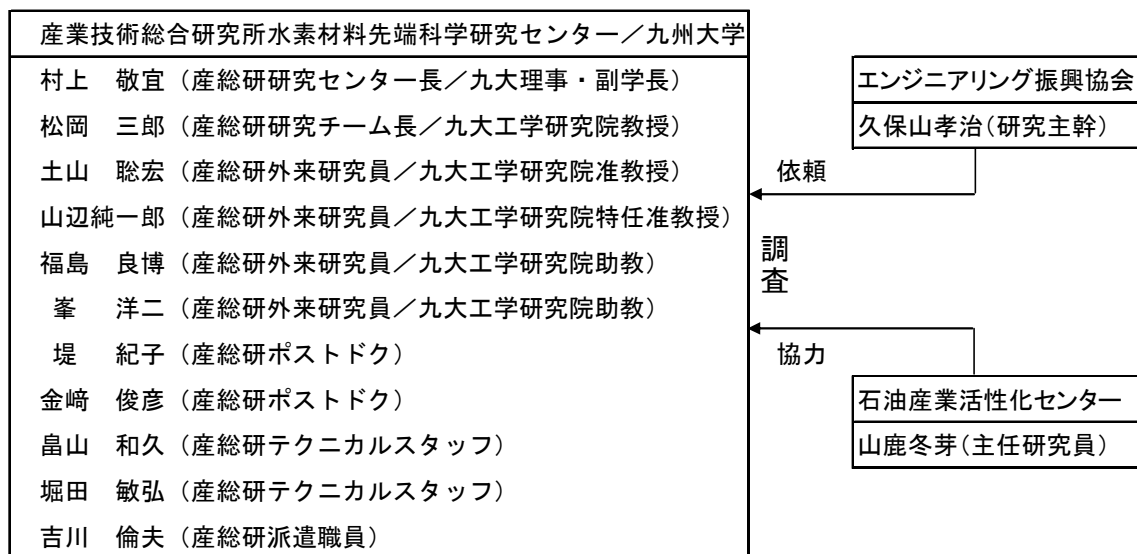 産業技術総合研究所水素材料先端科学研究センター／九州大学
村上　敬宜（産総研研究センター長／九大理事・副学長）
松岡　三郎（産総研研究チーム長／九大工学研究院教授）
土山　聡宏（産総研外来研究員／九大工学研究院准教授）
山辺純一郎（産総研外来研究員／九大工学研究院特任准教授）
福島　良博（産総研外来研究員／九大工学研究院助教）
峯　洋二（産総研外来研究員／九大工学研究院助教）
堤　紀子（産総研ポストドク）
金﨑　俊彦（産総研ポストドク）
畠山　和久（産総研テクニカルスタッフ）
堀田　敏弘（産総研テクニカルスタッフ）
吉川　倫夫（産総研派遣職員）
エンジニアリング振興協会
久保山孝治（研究主幹）
依頼
調査
協力
石油産業活性化センター
山鹿冬芽（主任研究員）